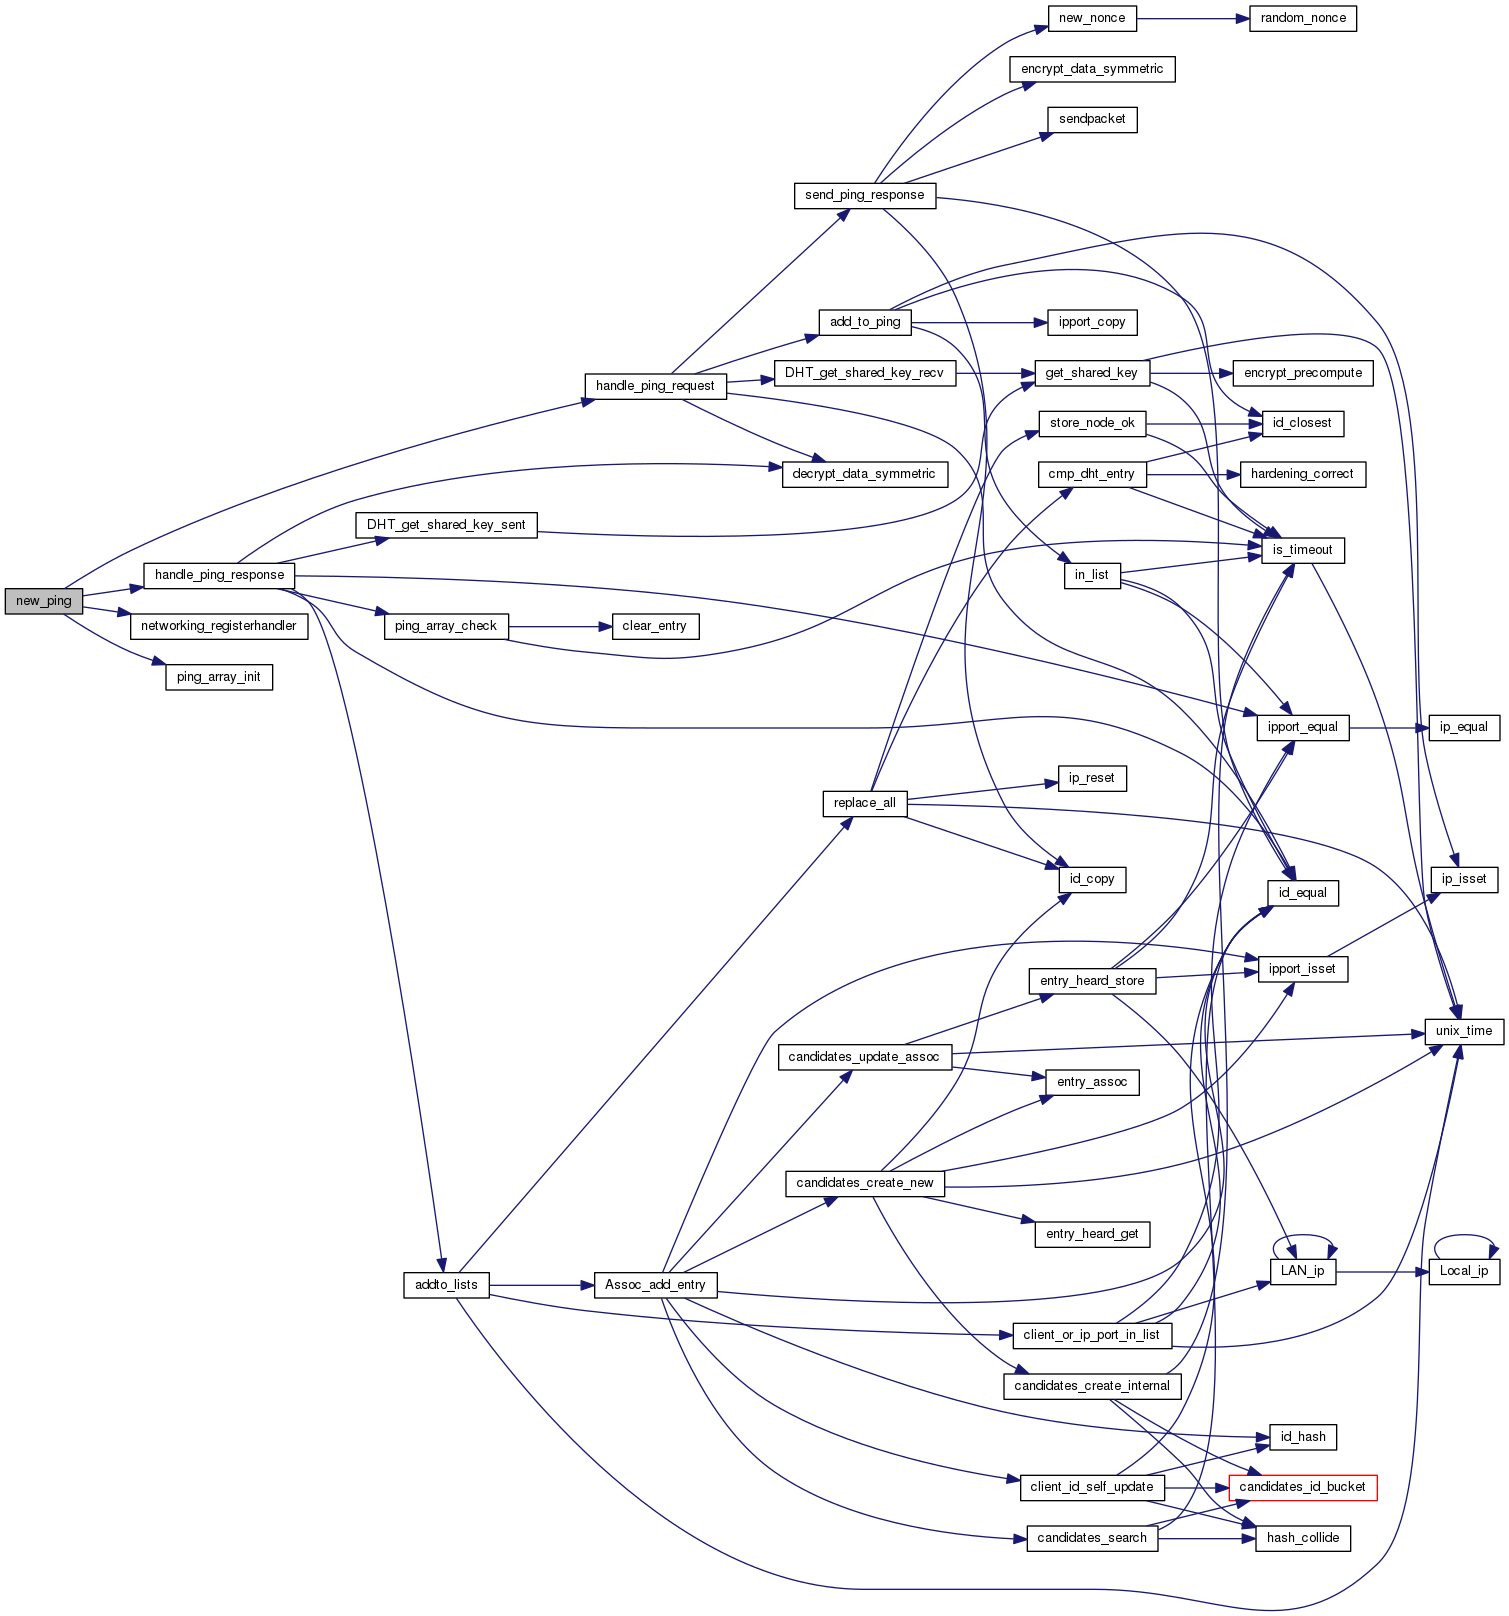 new_nonce
random_nonce
encrypt_data_symmetric
sendpacket
send_ping_response
add_to_ping
ipport_copy
handle_ping_request
DHT_get_shared_key_recv
get_shared_key
encrypt_precompute
store_node_ok
id_closest
decrypt_data_symmetric
cmp_dht_entry
hardening_correct
DHT_get_shared_key_sent
is_timeout
handle_ping_response
in_list
new_ping
networking_registerhandler
ping_array_check
clear_entry
ping_array_init
ipport_equal
ip_equal
ip_reset
replace_all
id_copy
id_equal
ip_isset
ipport_isset
entry_heard_store
unix_time
candidates_update_assoc
entry_assoc
candidates_create_new
entry_heard_get
addto_lists
Assoc_add_entry
LAN_ip
Local_ip
client_or_ip_port_in_list
candidates_create_internal
id_hash
client_id_self_update
candidates_id_bucket
candidates_search
hash_collide